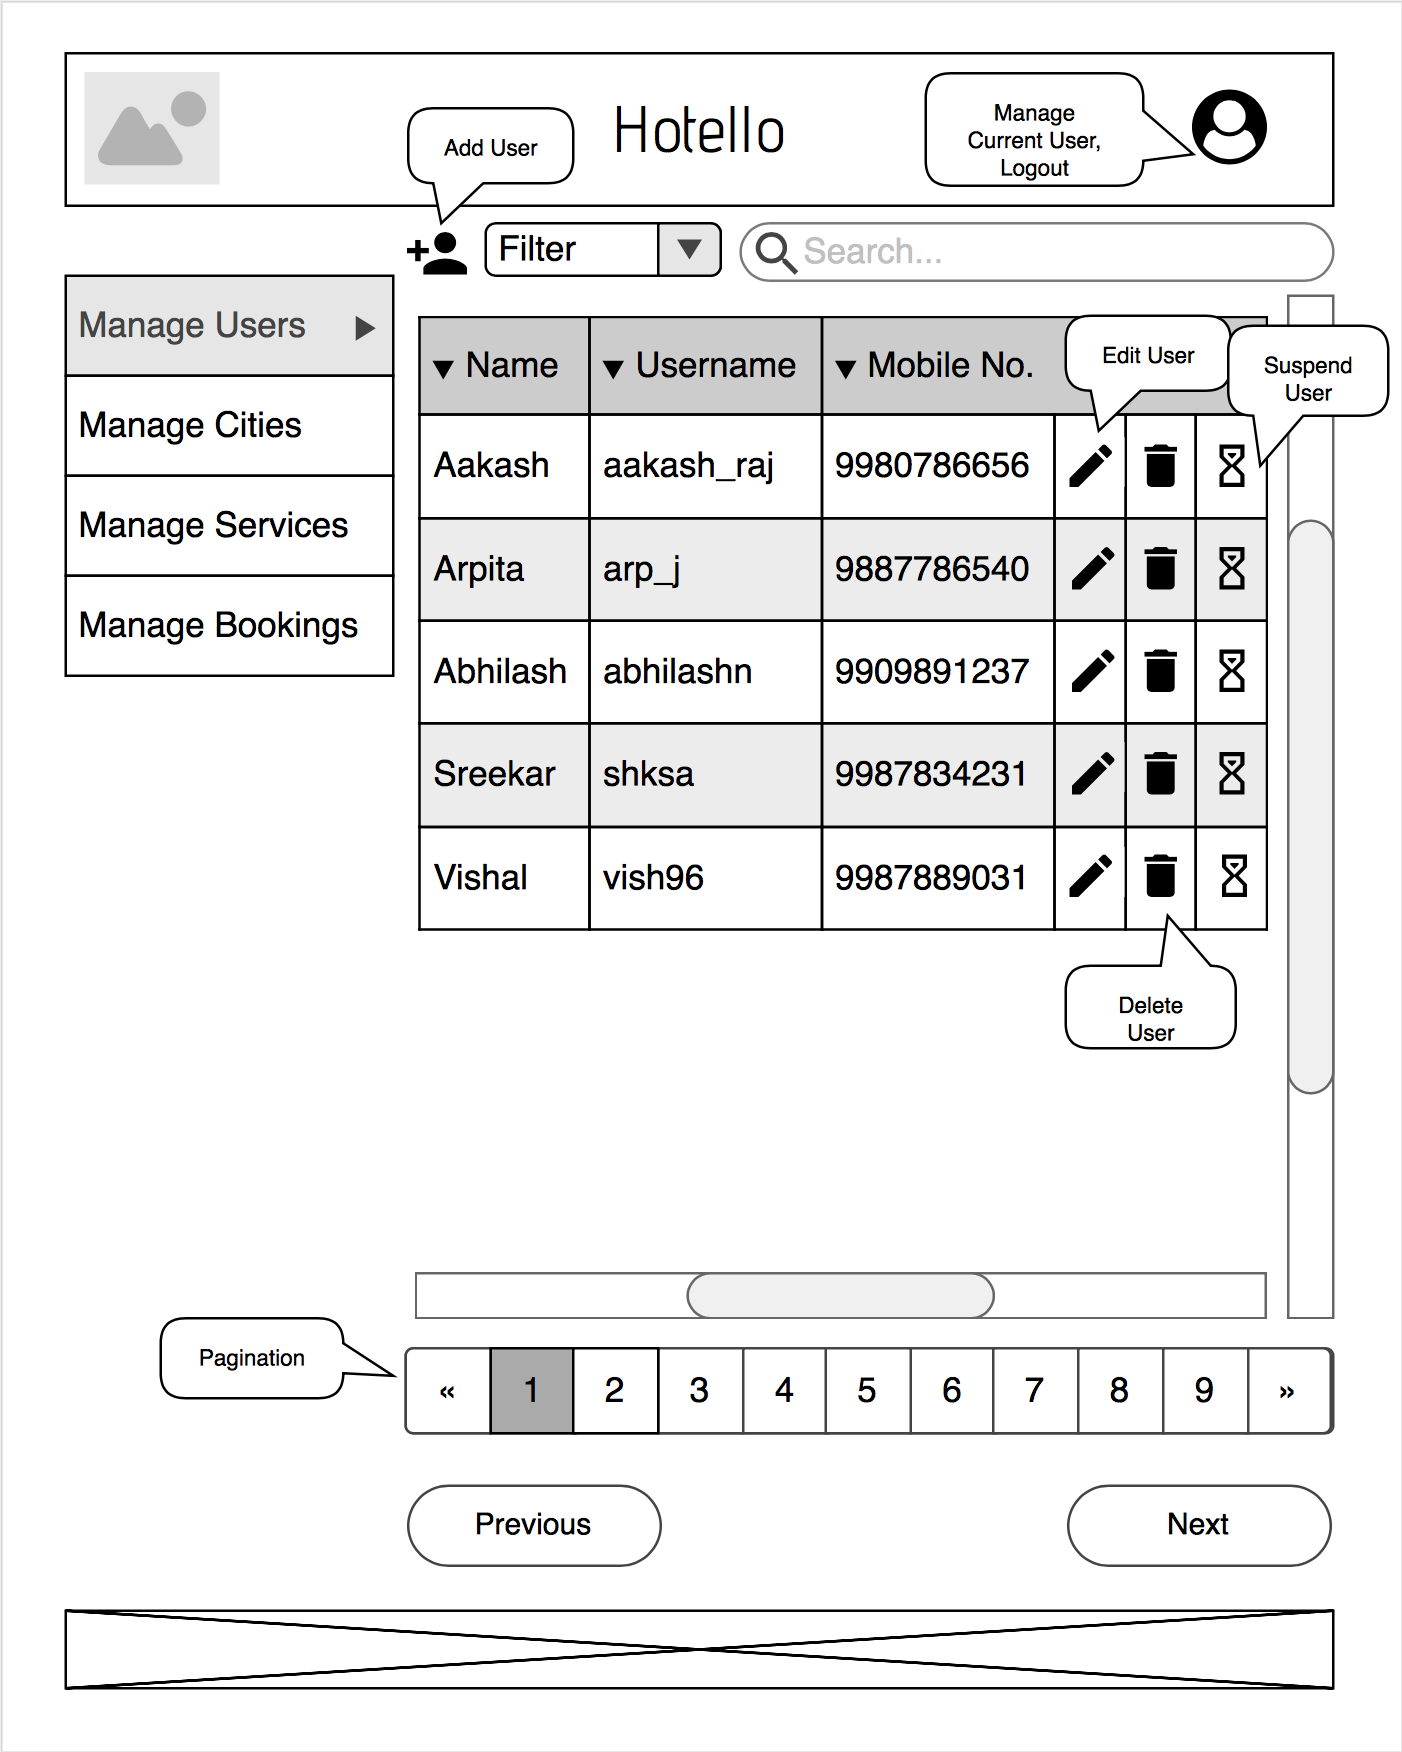 Hotello
Add User
Manage
Current User,
Logout
Filter
Search...
Manage Users
Manage Cities
Manage Services
Manage Bookings
Name Username Mobile No.
Edit User
Suspend
User
Aakash aakash_raj 9980786656
Arpita arp_j 9887786540
Abhilash abhilashn 9909891237
Sreekar shksa 9987834231
Vishal vish96 9987889031
Delete
User
Pagination
« 1 2 3 4 5 6 7 8 9 »
Previous
Next